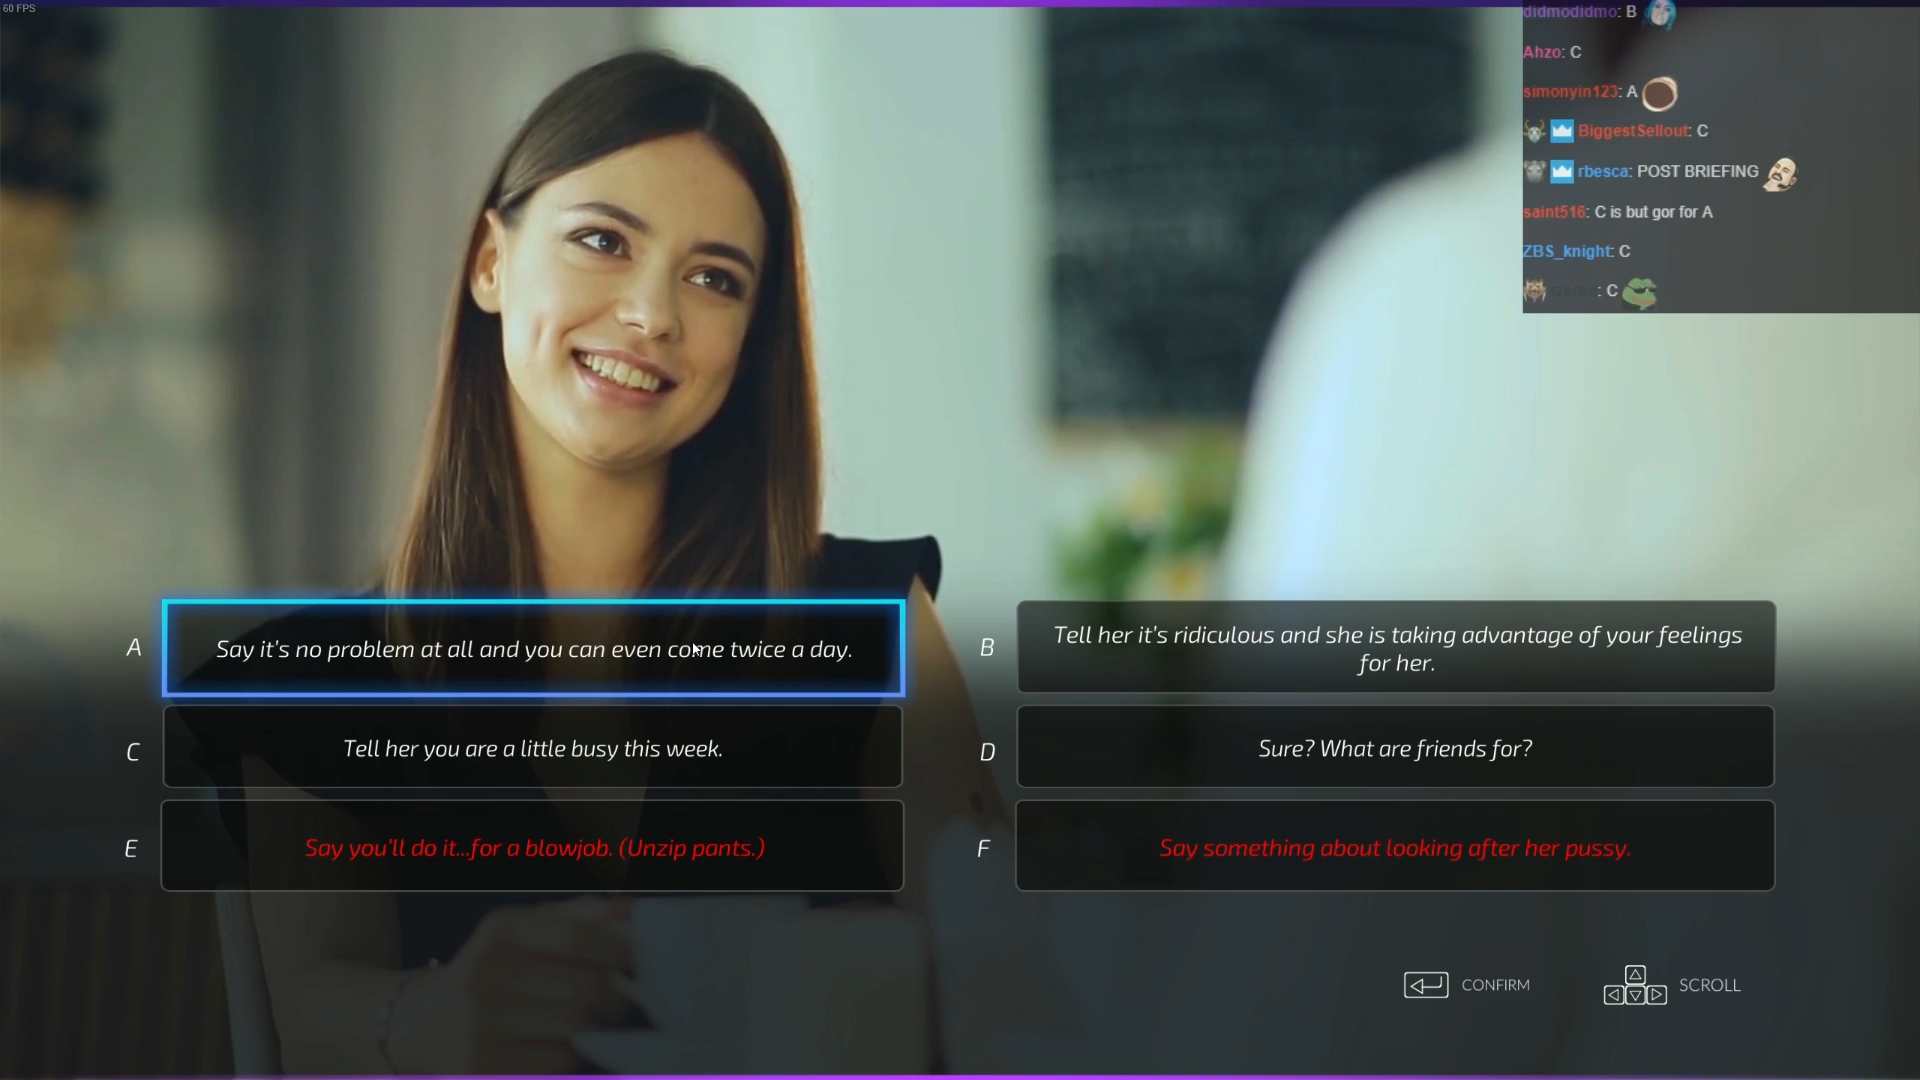 60 FPS
didmodidmo: B
Ahzo: C
simonyin123: A
BiggestSellout: C
rbesca: POST BRIEFING
saint516: C is but gor for A
ZBS_knight: C
: C
A
Say it's no problem at all and you can even come twice a day.
B
Tell her it's ridiculous and she is taking advantage of your feelings
for her.
C
Tell her you are a little busy this week.
D
Sure? What are friends for?
E
Say you'll do it...for a blowjob. (Unzip pants.)
F
Say something about looking after her pussy.
CONFIRM
SCROLL